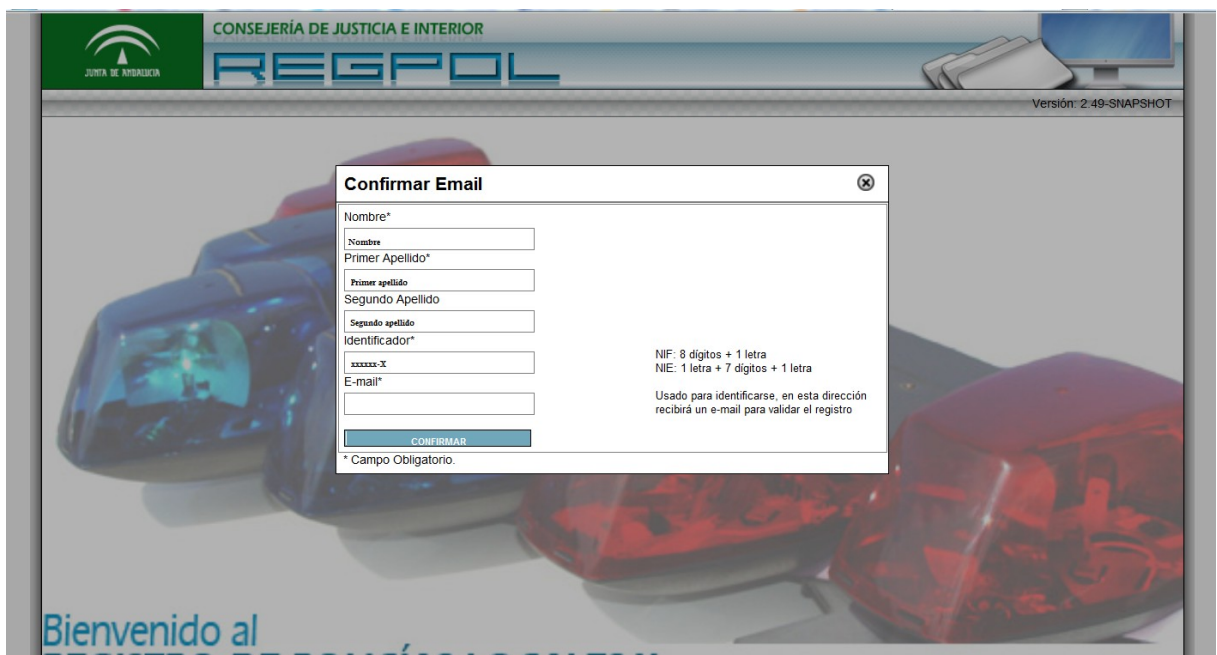 CONSEJERÍA DE JUSTICIA E INTERIOR
REGPOL
JUNTA DE ANDALUCIA
Versión: 2.49-SNAPSHOT
Confirmar Email
Nombre*
Nombre
Primer Apellido*
Primer apellido
Segundo Apellido
Segundo apellido
Identificador*
xxxxxx-X
NIF: 8 dígitos + 1 letra
NIE: 1 letra + 7 dígitos + 1 letra
E-mail*
Usado para identificarse, en esta dirección
recibirá un e-mail para validar el registro
CONFIRMAR
* Campo Obligatorio.
Bienvenido al